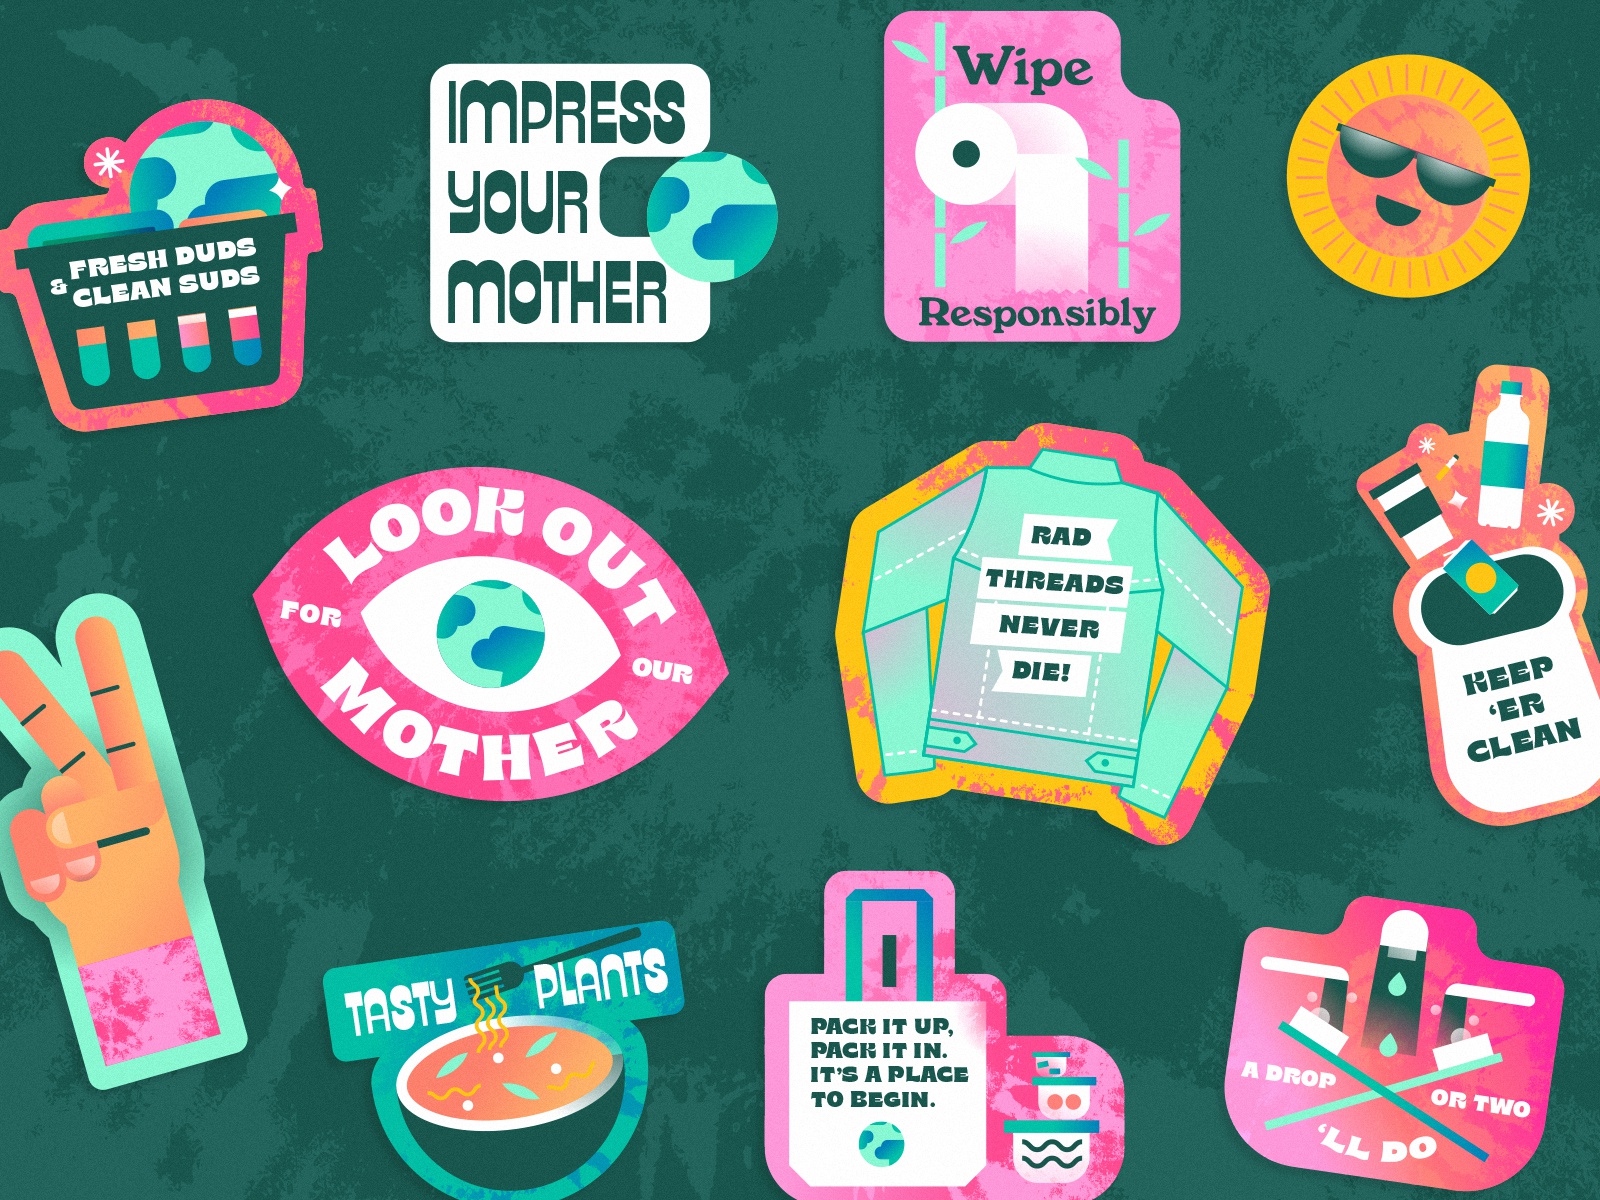 FRESH DUDS
& CLEAN SUDS
IMPRESS
YOUR
MOTHER
Wipe
Responsibly
LOOK OUT
FOR
OUR
MOTHER
RAD
THREADS
NEVER
DIE!
KEEP
‘ER
CLEAN
TASTY PLANTS
PACK IT UP,
PACK IT IN.
IT’S A PLACE
TO BEGIN.
A DROP
OR TWO
‘LL DO